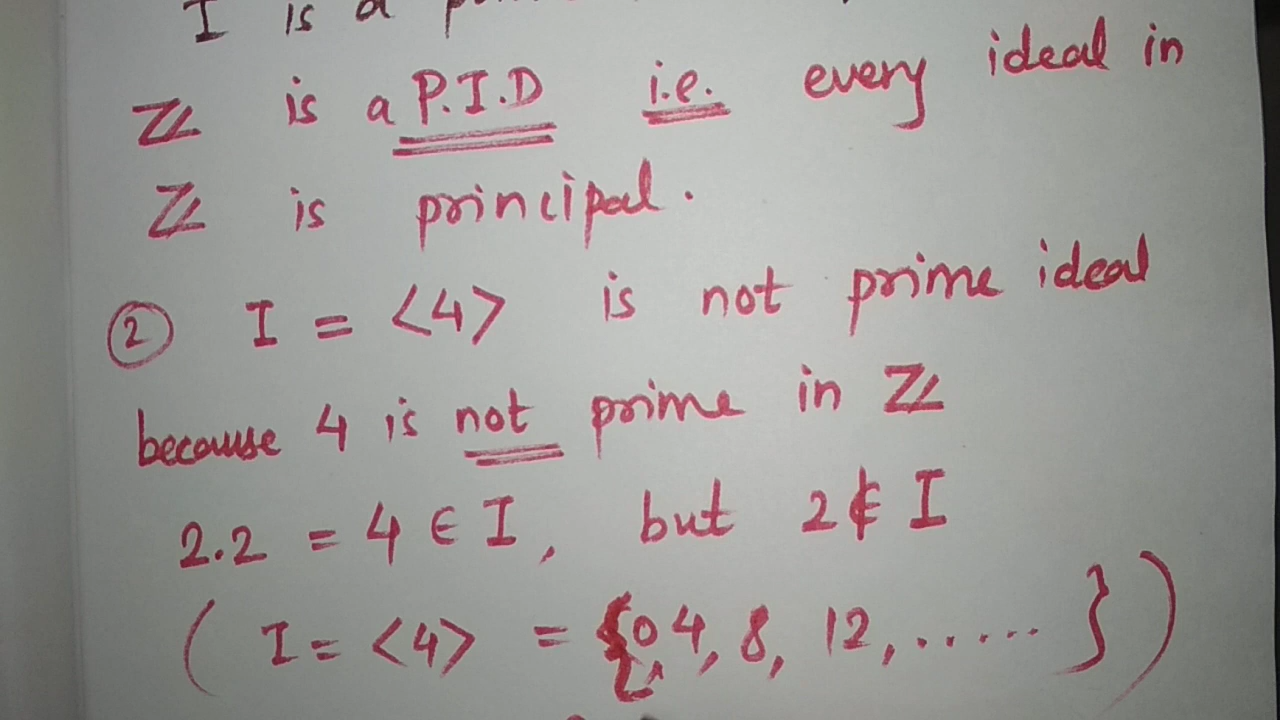 I is a
ℤ is a P.I.D i.e. every ideal in
ℤ is principal.
② I = <4> is not prime ideal
because 4 is not prime in ℤ
2.2 = 4 ∈ I, but 2 ∉ I
( I = <4> = {0, 4, 8, 12, ..... } )